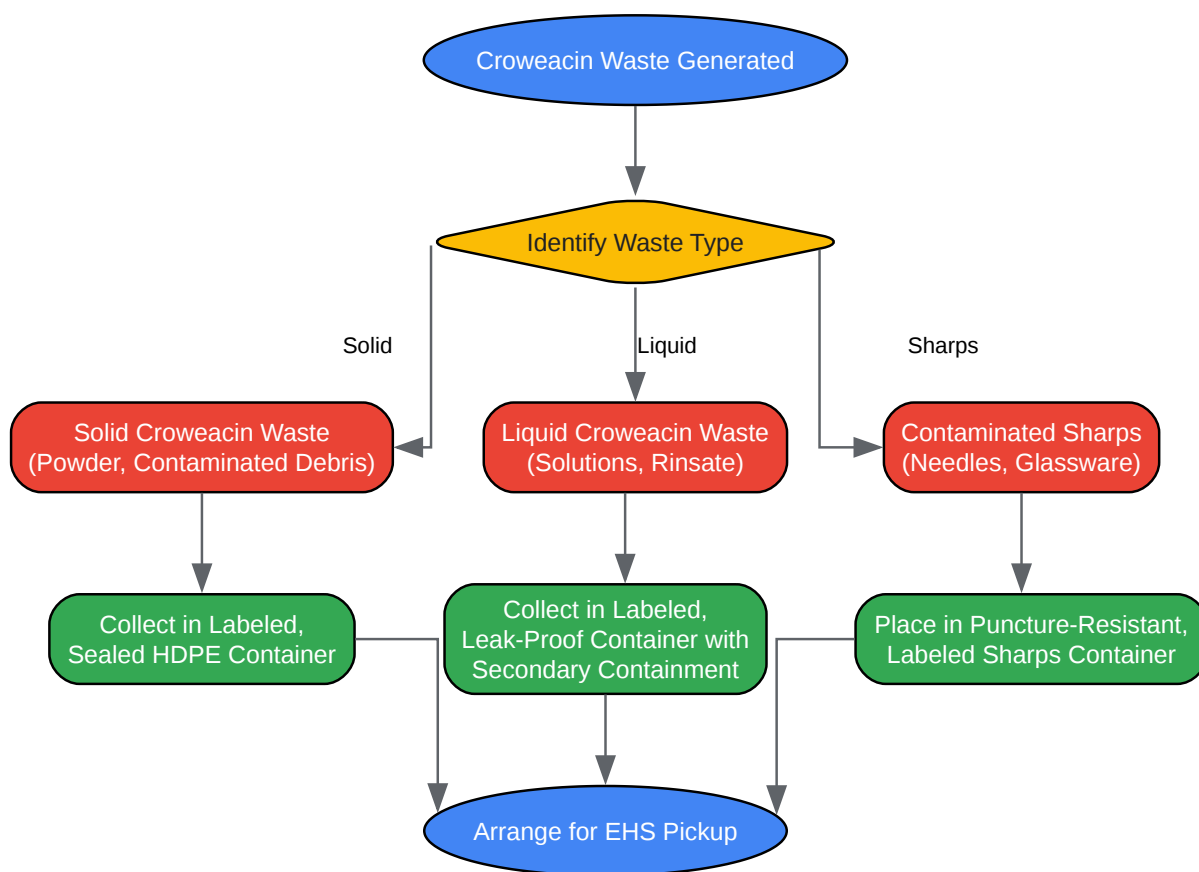 Croweacin Waste Generated
Identify Waste Type
Solid
Liquid
Sharps
Solid Croweacin Waste
(Powder, Contaminated Debris)
Liquid Croweacin Waste
(Solutions, Rinsate)
Contaminated Sharps
(Needles, Glassware)
Collect in Labeled,
Sealed HDPE Container
Collect in Labeled,
Leak-Proof Container with
Secondary Containment
Place in Puncture-Resistant,
Labeled Sharps Container
Arrange for EHS Pickup